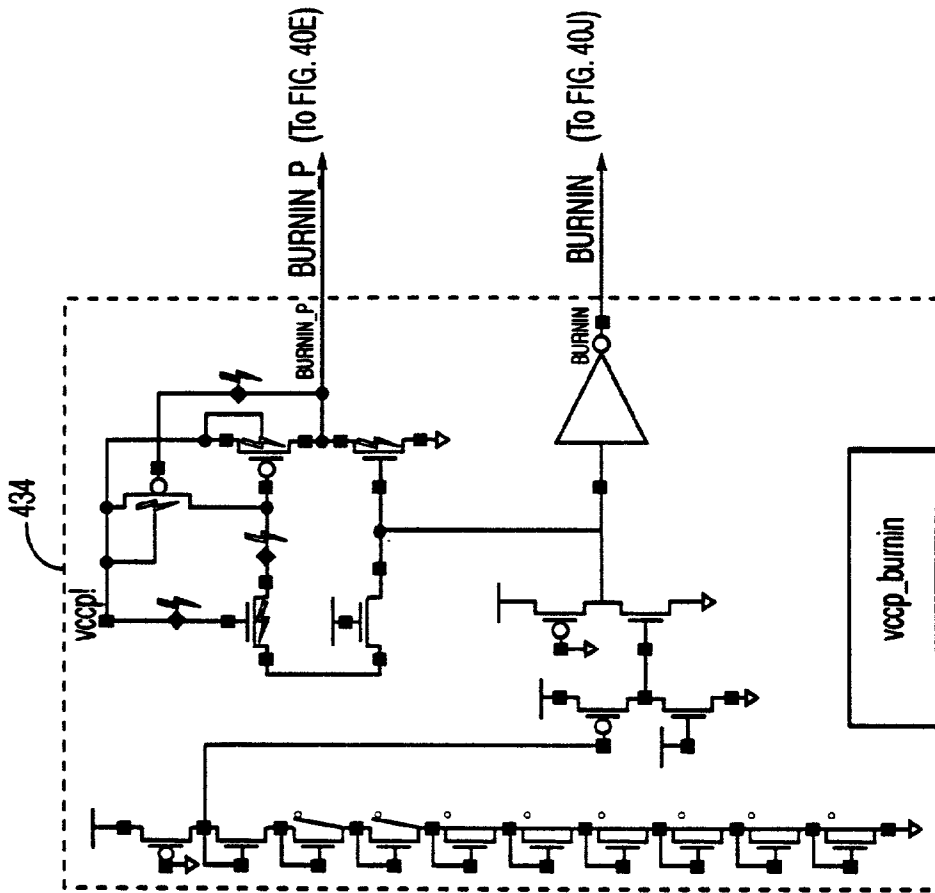 434
vccp!
BURNIN_P
BURNIN_P (To FIG. 40E)
BURNIN
BURNIN (To FIG. 40J)
vccp_burnin